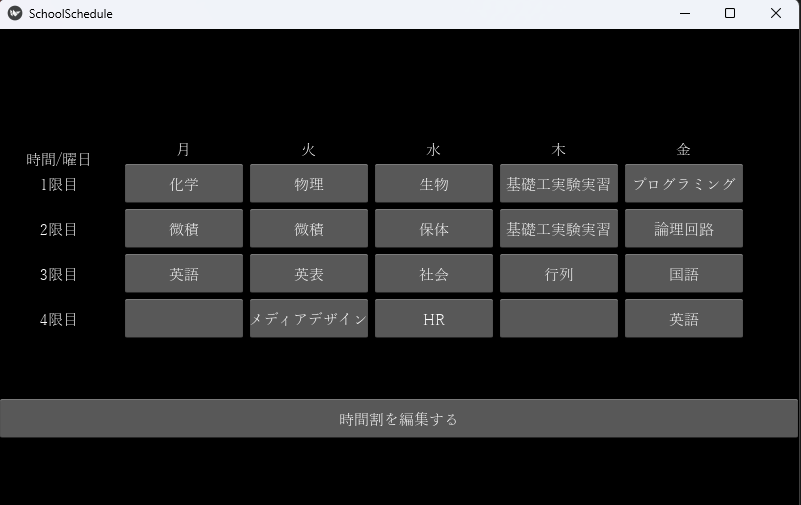 SchoolSchedule
時間/曜日 月 火 水 木 金
1限目 化学 物理 生物 基礎工実験実習 プログラミング
2限目 微積 微積 保体 基礎工実験実習 論理回路
3限目 英語 英表 社会 行列 国語
4限目 メディアデザイン HR 英語
時間割を編集する